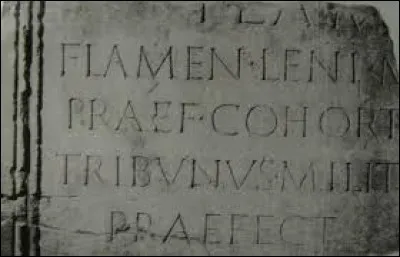 FLAMEN·LENI
PRAEF·COHORT
TRIBVNVS·MILIT
PRAEFECT